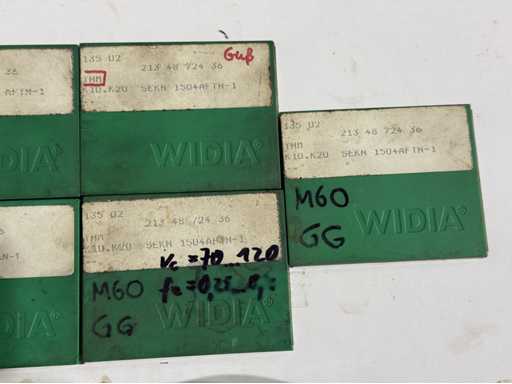 36
AFTN-1
135 02
213 48 724 36
Guß
THM
K10.K20 SEKN 1504AFTN-1
WIDIA®
135 02
213 48 724 36
THM
K10.K20 SEKN 1504AFTN-1
M60
WIDIA®
GG
WIDIA
N-1
135 02
213 48 724 36
THM
K10.K20 SEKN 1504AFTN-1
vc = 70...120
M60
GG
WIDIA®